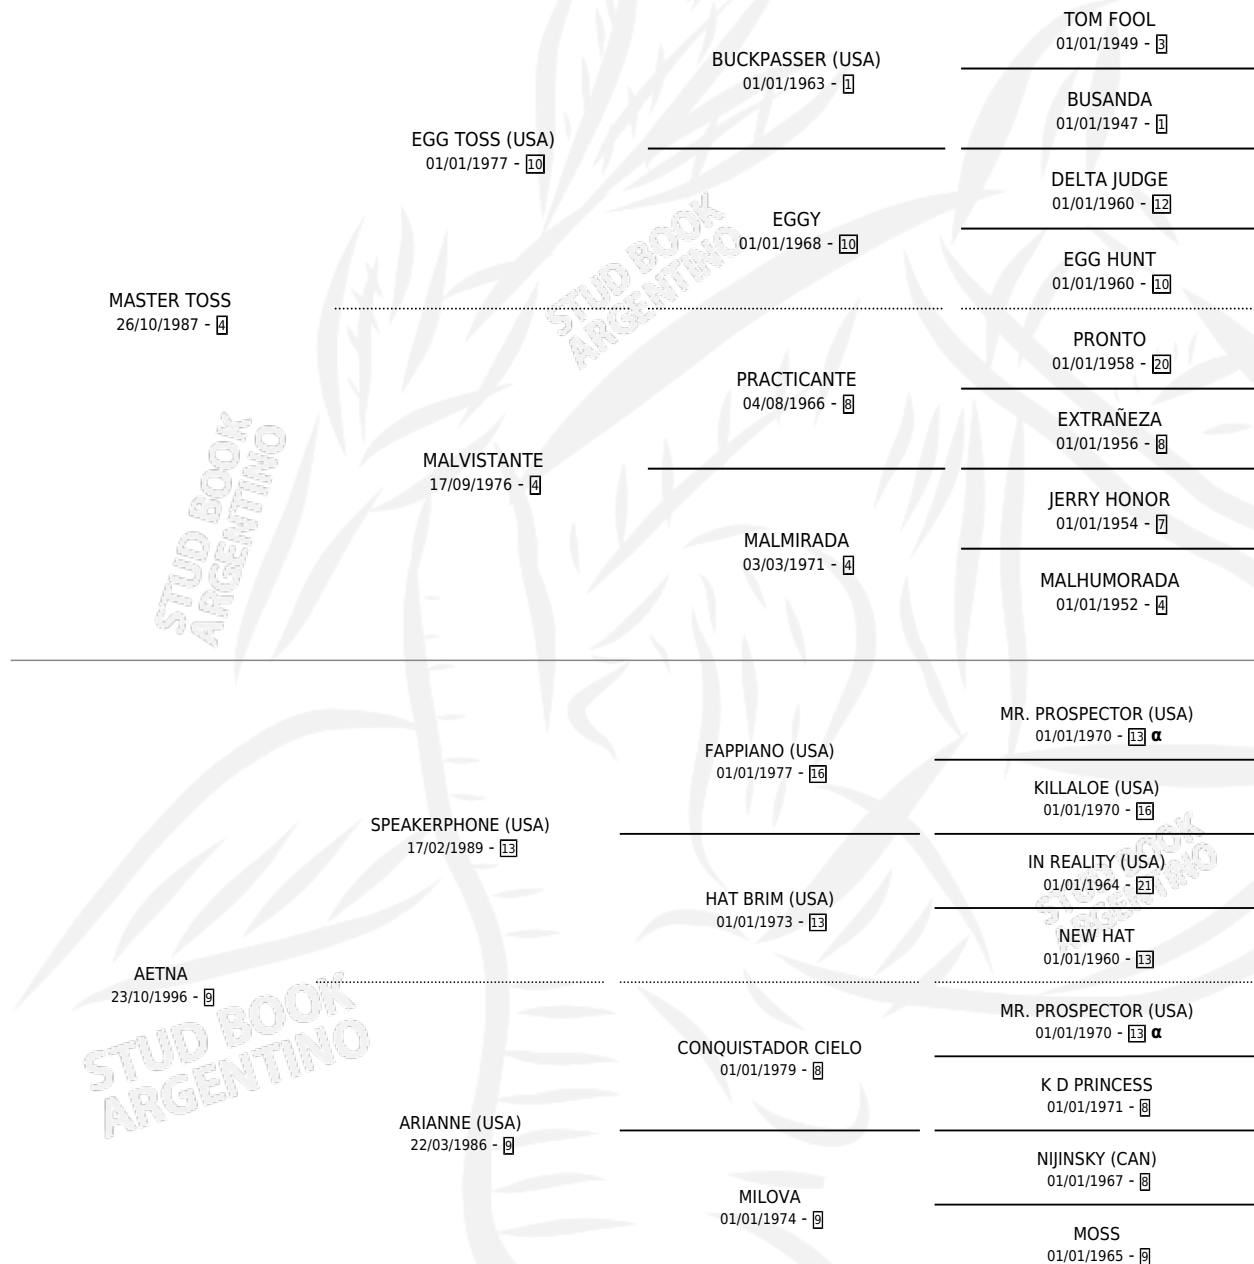 TOM FOOL
01/01/1949 - 3
BUCKPASSER (USA)
01/01/1963 - 1
BUSANDA
01/01/1947 - 1
EGG TOSS (USA)
01/01/1977 - 10
DELTA JUDGE
01/01/1960 - 12
EGGY
01/01/1968 - 10
EGG HUNT
01/01/1960 - 10
MASTER TOSS
26/10/1987 - 4
PRONTO
01/01/1958 - 20
PRACTICANTE
04/08/1966 - 8
EXTRAÑEZA
01/01/1956 - 8
MALVISTANTE
17/09/1976 - 4
JERRY HONOR
01/01/1954 - 7
MALMIRADA
03/03/1971 - 4
MALHUMORADA
01/01/1952 - 4
MR. PROSPECTOR (USA)
01/01/1970 - 13 α
FAPPIANO (USA)
01/01/1977 - 16
KILLALOE (USA)
01/01/1970 - 16
SPEAKERPHONE (USA)
17/02/1989 - 13
IN REALITY (USA)
01/01/1964 - 21
HAT BRIM (USA)
01/01/1973 - 13
NEW HAT
01/01/1960 - 13
AETNA
23/10/1996 - 9
MR. PROSPECTOR (USA)
01/01/1970 - 13 α
CONQUISTADOR CIELO
01/01/1979 - 8
K D PRINCESS
01/01/1971 - 8
ARIANNE (USA)
22/03/1986 - 9
NIJINSKY (CAN)
01/01/1967 - 8
MILOVA
01/01/1974 - 9
MOSS
01/01/1965 - 9
STUD BOOK
ARGENTINO
STUD BOOK
ARGENTINO
STUD BOOK
ARGENTINO
STUD BOOK
ARGENTINO